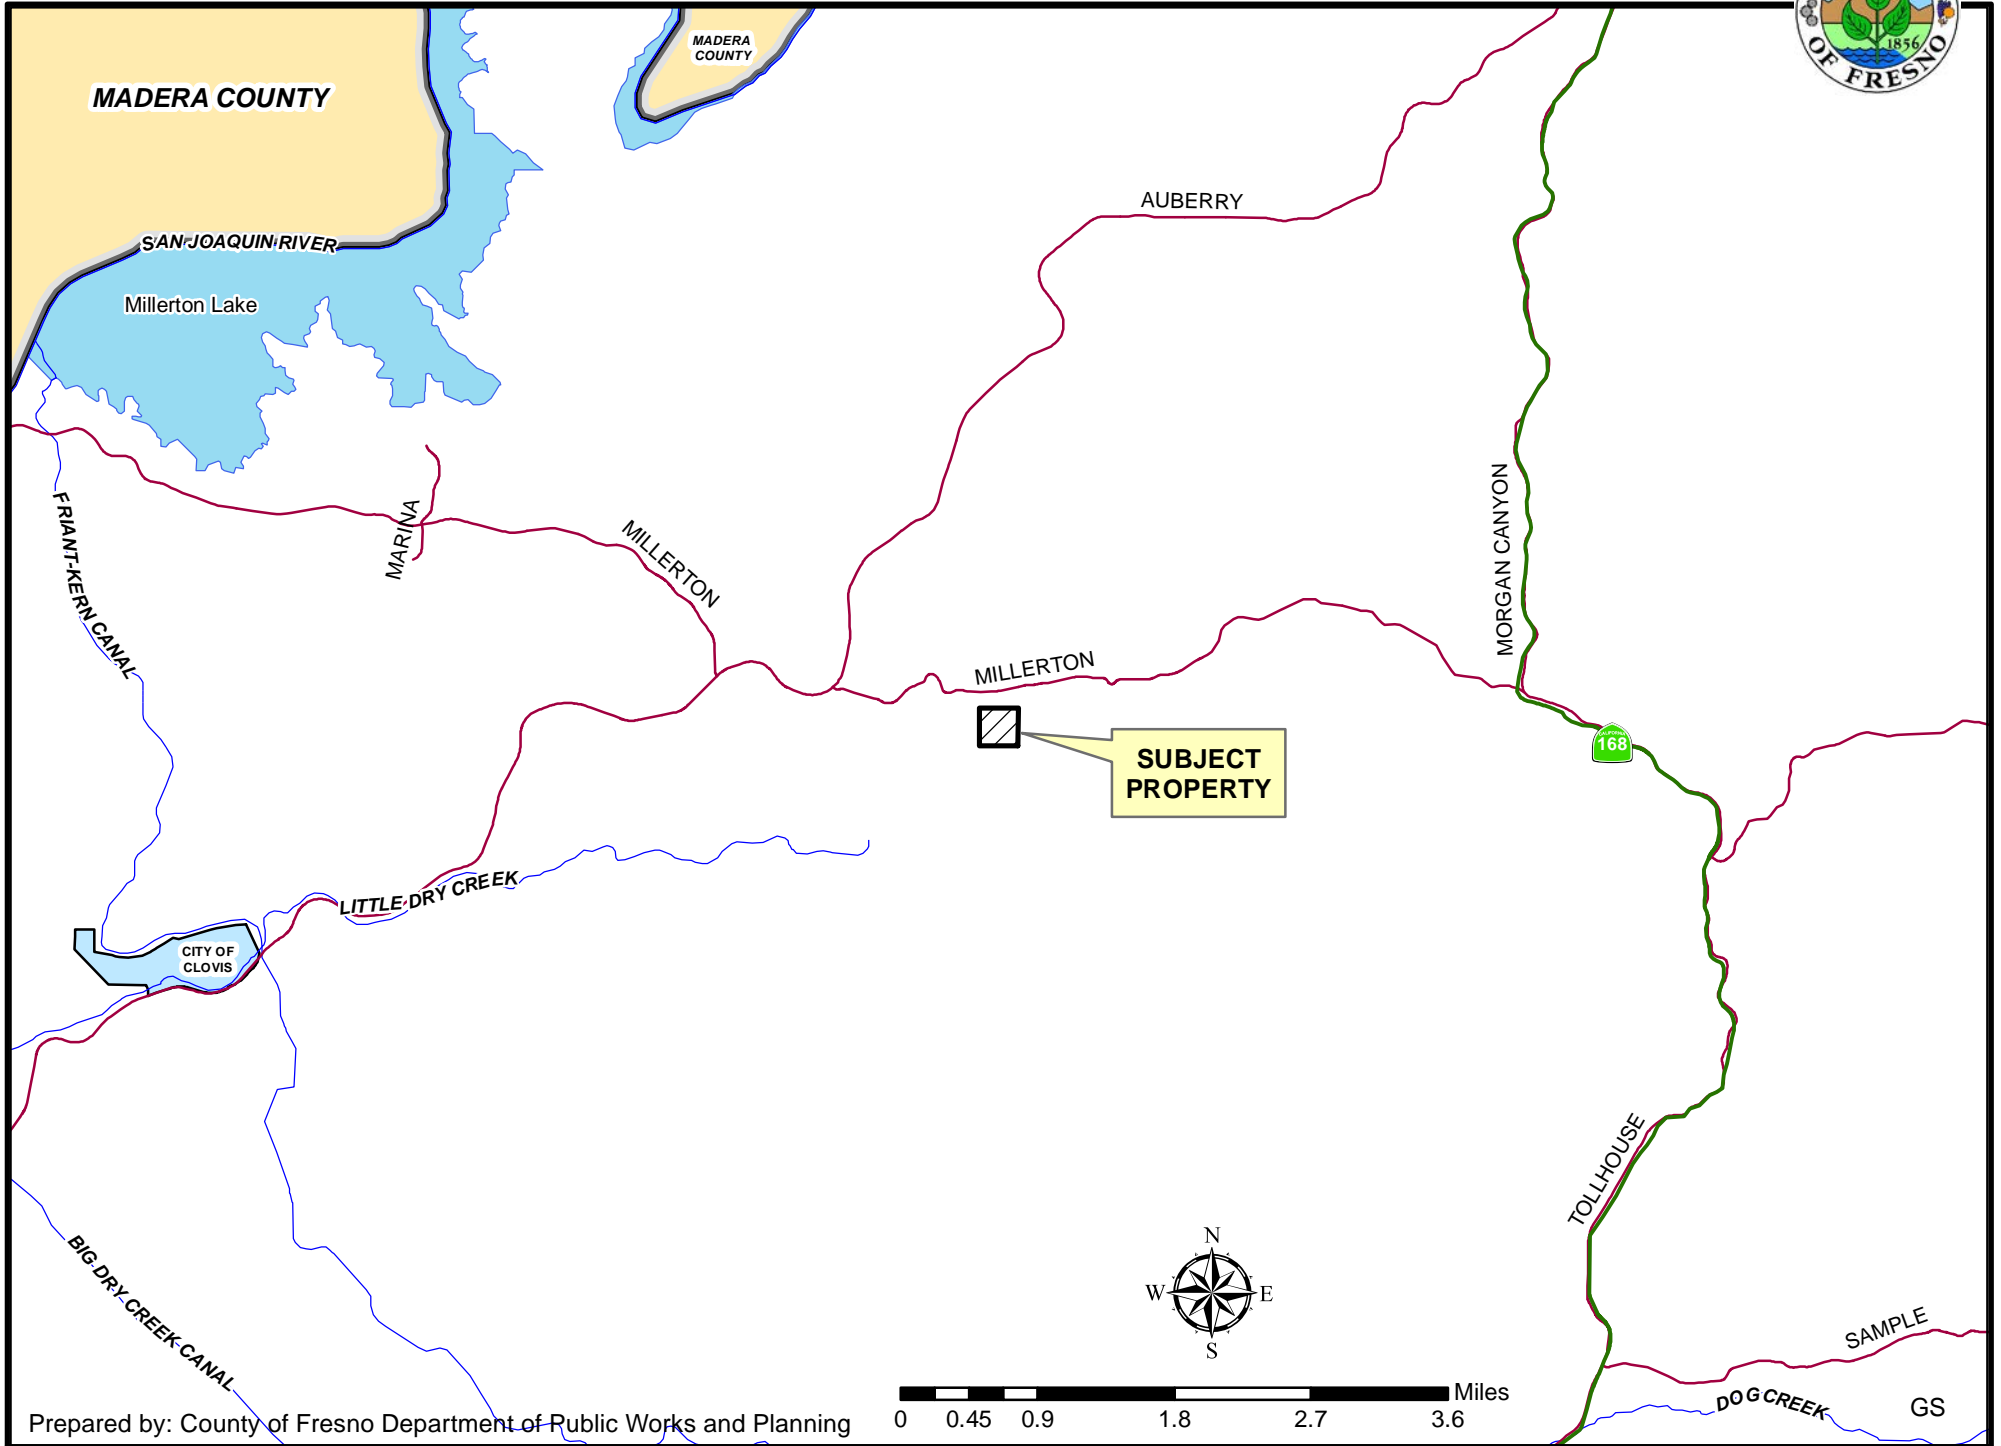 MADERA
COUNTY
1856
OF FRESNO
MADERA COUNTY
AUBERRY
SAN JOAQUIN RIVER
Millerton Lake
MORGAN CANYON
FRIANT-KERN CANAL
MARINA
MILLERTON
MILLERTON
CALIFORNIA
168
SUBJECT
PROPERTY
LITTLE DRY CREEK
CITY OF
CLOVIS
TOLLHOUSE
BIG DRY CREEK CANAL
N
W
E
S
SAMPLE
DOG CREEK
GS
Miles
0 0.45 0.9 1.8 2.7 3.6
Prepared by: County of Fresno Department of Public Works and Planning